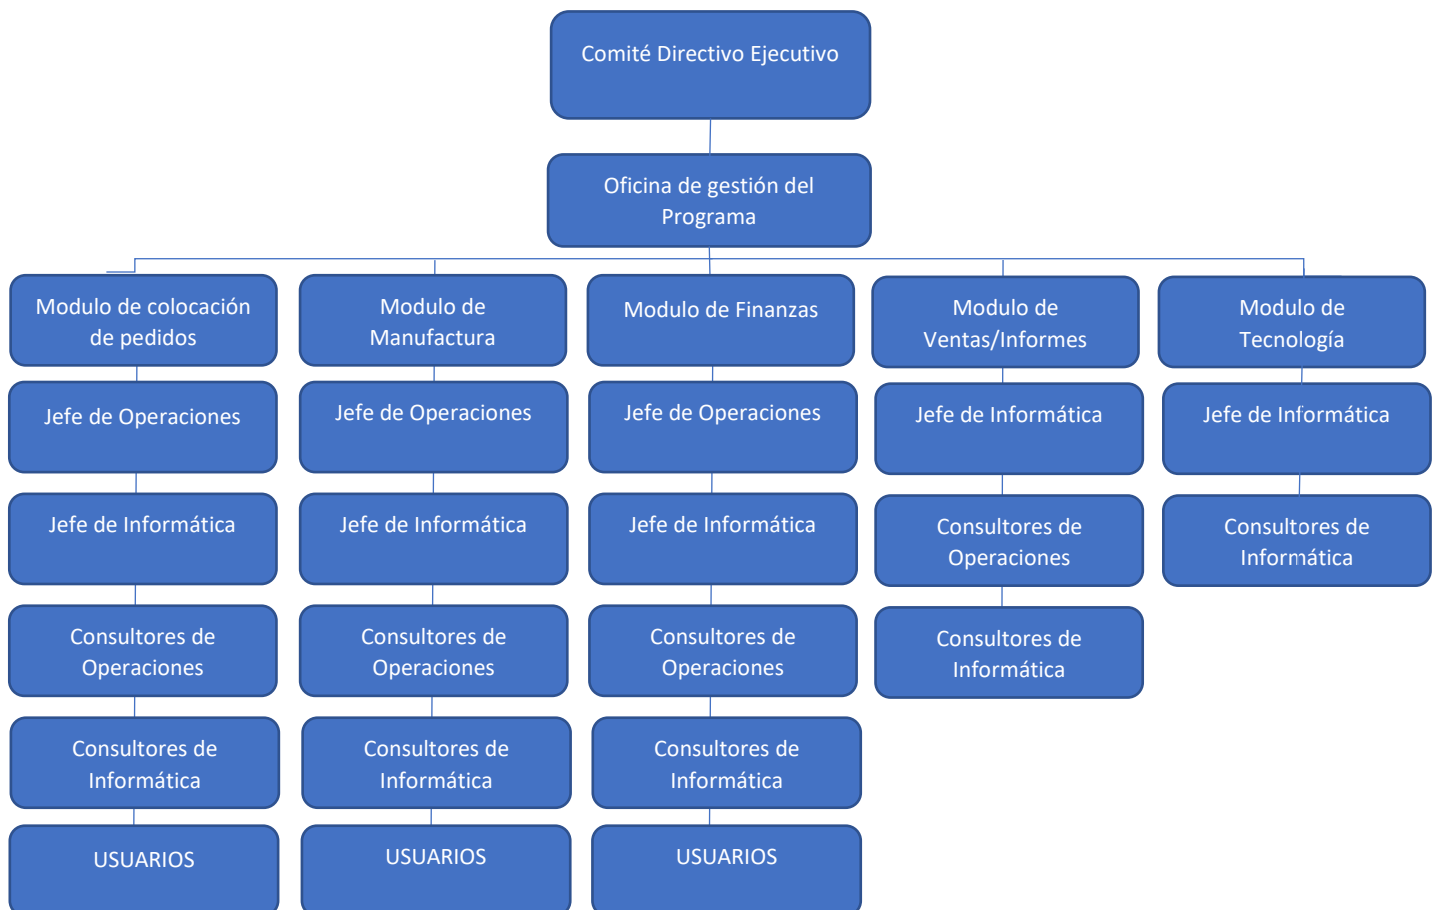 Comité Directivo Ejecutivo
Oficina de gestión del
Programa
Modulo de colocación
de pedidos
Modulo de
Manufactura
Modulo de Finanzas
Modulo de
Ventas/Informes
Modulo de
Tecnología
Jefe de Operaciones
Jefe de Operaciones
Jefe de Operaciones
Jefe de Informática
Jefe de Informática
Jefe de Informática
Jefe de Informática
Jefe de Informática
Consultores de
Operaciones
Consultores de
Informática
Consultores de
Operaciones
Consultores de
Operaciones
Consultores de
Operaciones
Consultores de
Informática
Consultores de
Informática
Consultores de
Informática
Consultores de
Informática
USUARIOS
USUARIOS
USUARIOS